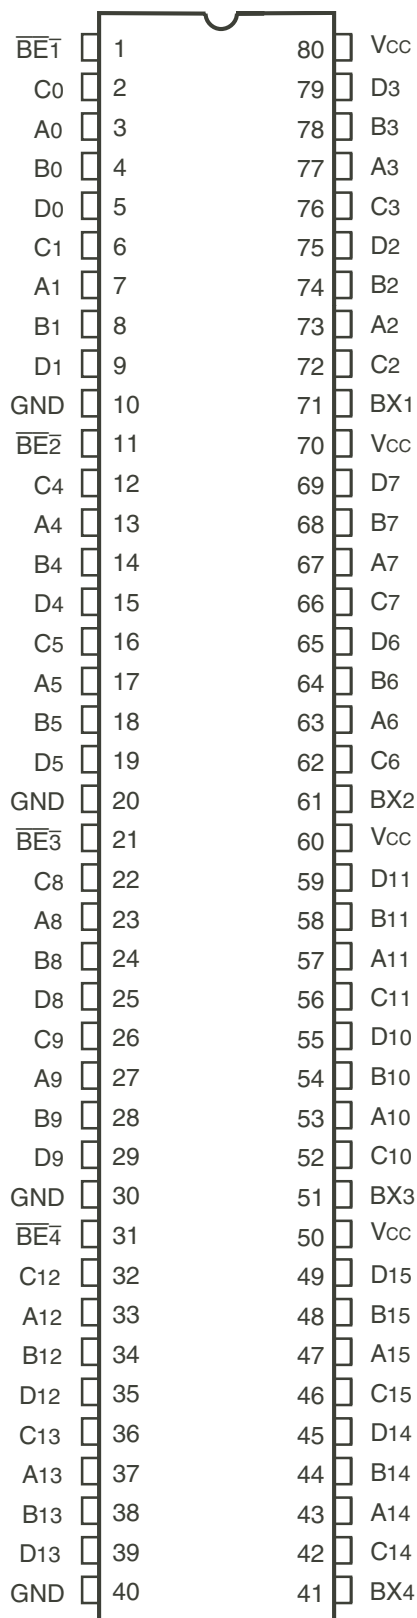 BE1 1 80 VCC
C0 2 79 D3
A0 3 78 B3
B0 4 77 A3
D0 5 76 C3
C1 6 75 D2
A1 7 74 B2
B1 8 73 A2
D1 9 72 C2
GND 10 71 BX1
BE2 11 70 VCC
C4 12 69 D7
A4 13 68 B7
B4 14 67 A7
D4 15 66 C7
C5 16 65 D6
A5 17 64 B6
B5 18 63 A6
D5 19 62 C6
GND 20 61 BX2
BE3 21 60 VCC
C8 22 59 D11
A8 23 58 B11
B8 24 57 A11
D8 25 56 C11
C9 26 55 D10
A9 27 54 B10
B9 28 53 A10
D9 29 52 C10
GND 30 51 BX3
BE4 31 50 VCC
C12 32 49 D15
A12 33 48 B15
B12 34 47 A15
D12 35 46 C15
C13 36 45 D14
A13 37 44 B14
B13 38 43 A14
D13 39 42 C14
GND 40 41 BX4